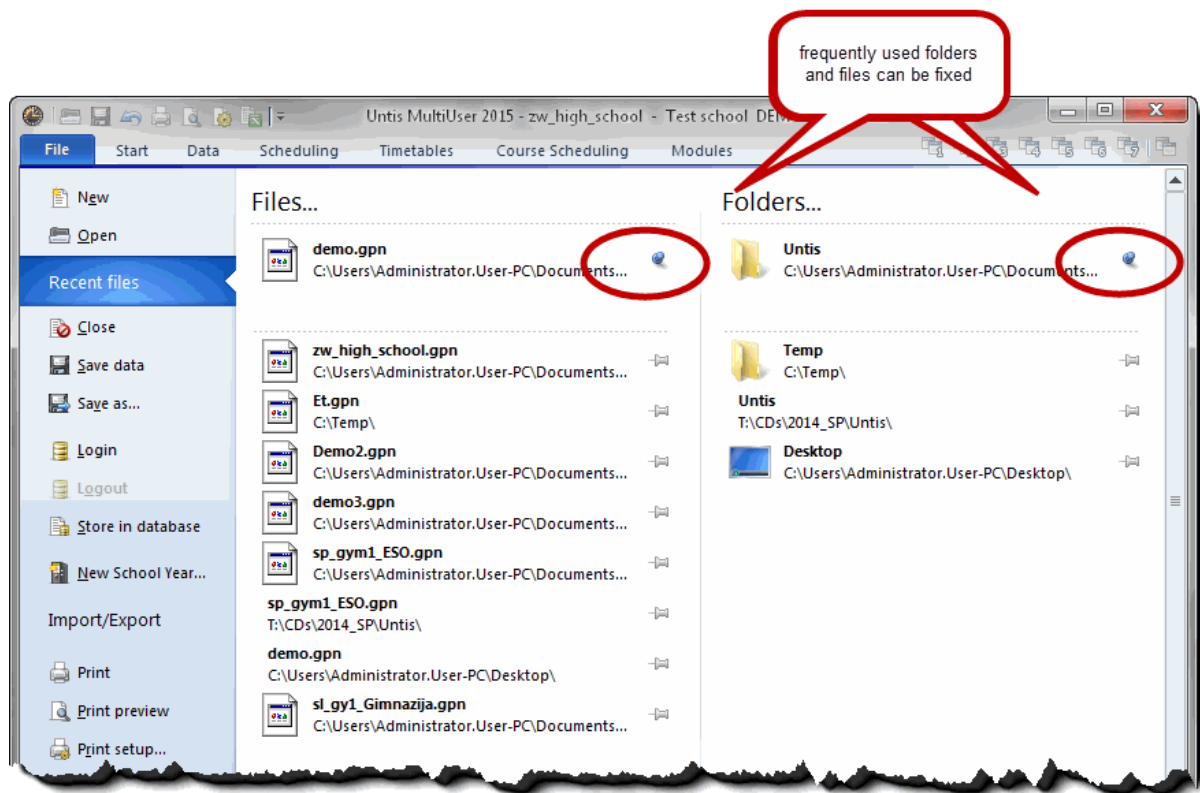 frequently used folders
and files can be fixed
Untis MultiUser 2015 - zw_high_school - Test school DEM
File Start Data Scheduling Timetables Course Scheduling Modules
1 3 4 5 6 7
New
Open
Recent files
Close
Save data
Save as...
Login
Logout
Store in database
New School Year...
Import/Export
Print
Print preview
Print setup...
Files...
demo.gpn
C:\Users\Administrator.User-PC\Documents...
zw_high_school.gpn
C:\Users\Administrator.User-PC\Documents...
Et.gpn
C:\Temp\
Demo2.gpn
C:\Users\Administrator.User-PC\Documents...
demo3.gpn
C:\Users\Administrator.User-PC\Documents...
sp_gym1_ESO.gpn
C:\Users\Administrator.User-PC\Documents...
sp_gym1_ESO.gpn
T:\CDs\2014_SP\Untis\
demo.gpn
C:\Users\Administrator.User-PC\Desktop\
sl_gy1_Gimnazija.gpn
C:\Users\Administrator.User-PC\Documents...
Folders...
Untis
C:\Users\Administrator.User-PC\Documents...
Temp
C:\Temp\
Untis
T:\CDs\2014_SP\Untis\
Desktop
C:\Users\Administrator.User-PC\Desktop\